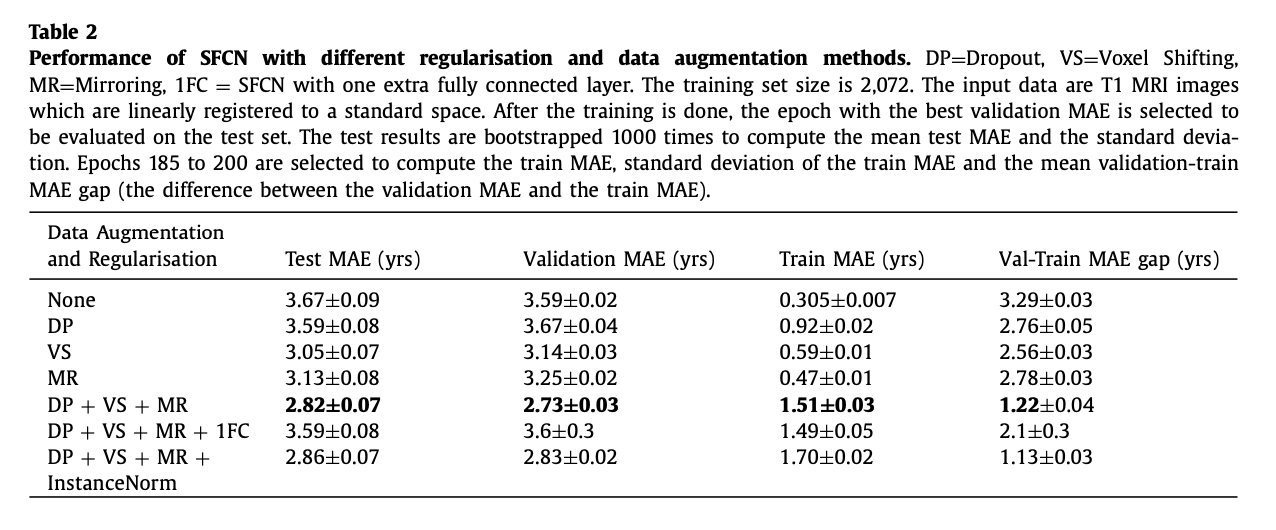 Table 2
Performance of SFCN with different regularisation and data augmentation methods. DP=Dropout, VS=Voxel Shifting,
MR=Mirroring, 1FC = SFCN with one extra fully connected layer. The training set size is 2,072. The input data are T1 MRI images
which are linearly registered to a standard space. After the training is done, the epoch with the best validation MAE is selected to
be evaluated on the test set. The test results are bootstrapped 1000 times to compute the mean test MAE and the standard devia-
tion. Epochs 185 to 200 are selected to compute the train MAE, standard deviation of the train MAE and the mean validation-train
MAE gap (the difference between the validation MAE and the train MAE).
Data Augmentation
and Regularisation Test MAE (yrs) Validation MAE (yrs) Train MAE (yrs) Val-Train MAE gap (yrs)
None 3.67±0.09 3.59±0.02 0.305±0.007 3.29±0.03
DP 3.59±0.08 3.67±0.04 0.92±0.02 2.76±0.05
VS 3.05±0.07 3.14±0.03 0.59±0.01 2.56±0.03
MR 3.13±0.08 3.25±0.02 0.47±0.01 2.78±0.03
DP + VS + MR 2.82±0.07 2.73±0.03 1.51±0.03 1.22±0.04
DP + VS + MR + 1FC 3.59±0.08 3.6±0.3 1.49±0.05 2.1±0.3
DP + VS + MR + 2.86±0.07 2.83±0.02 1.70±0.02 1.13±0.03
InstanceNorm